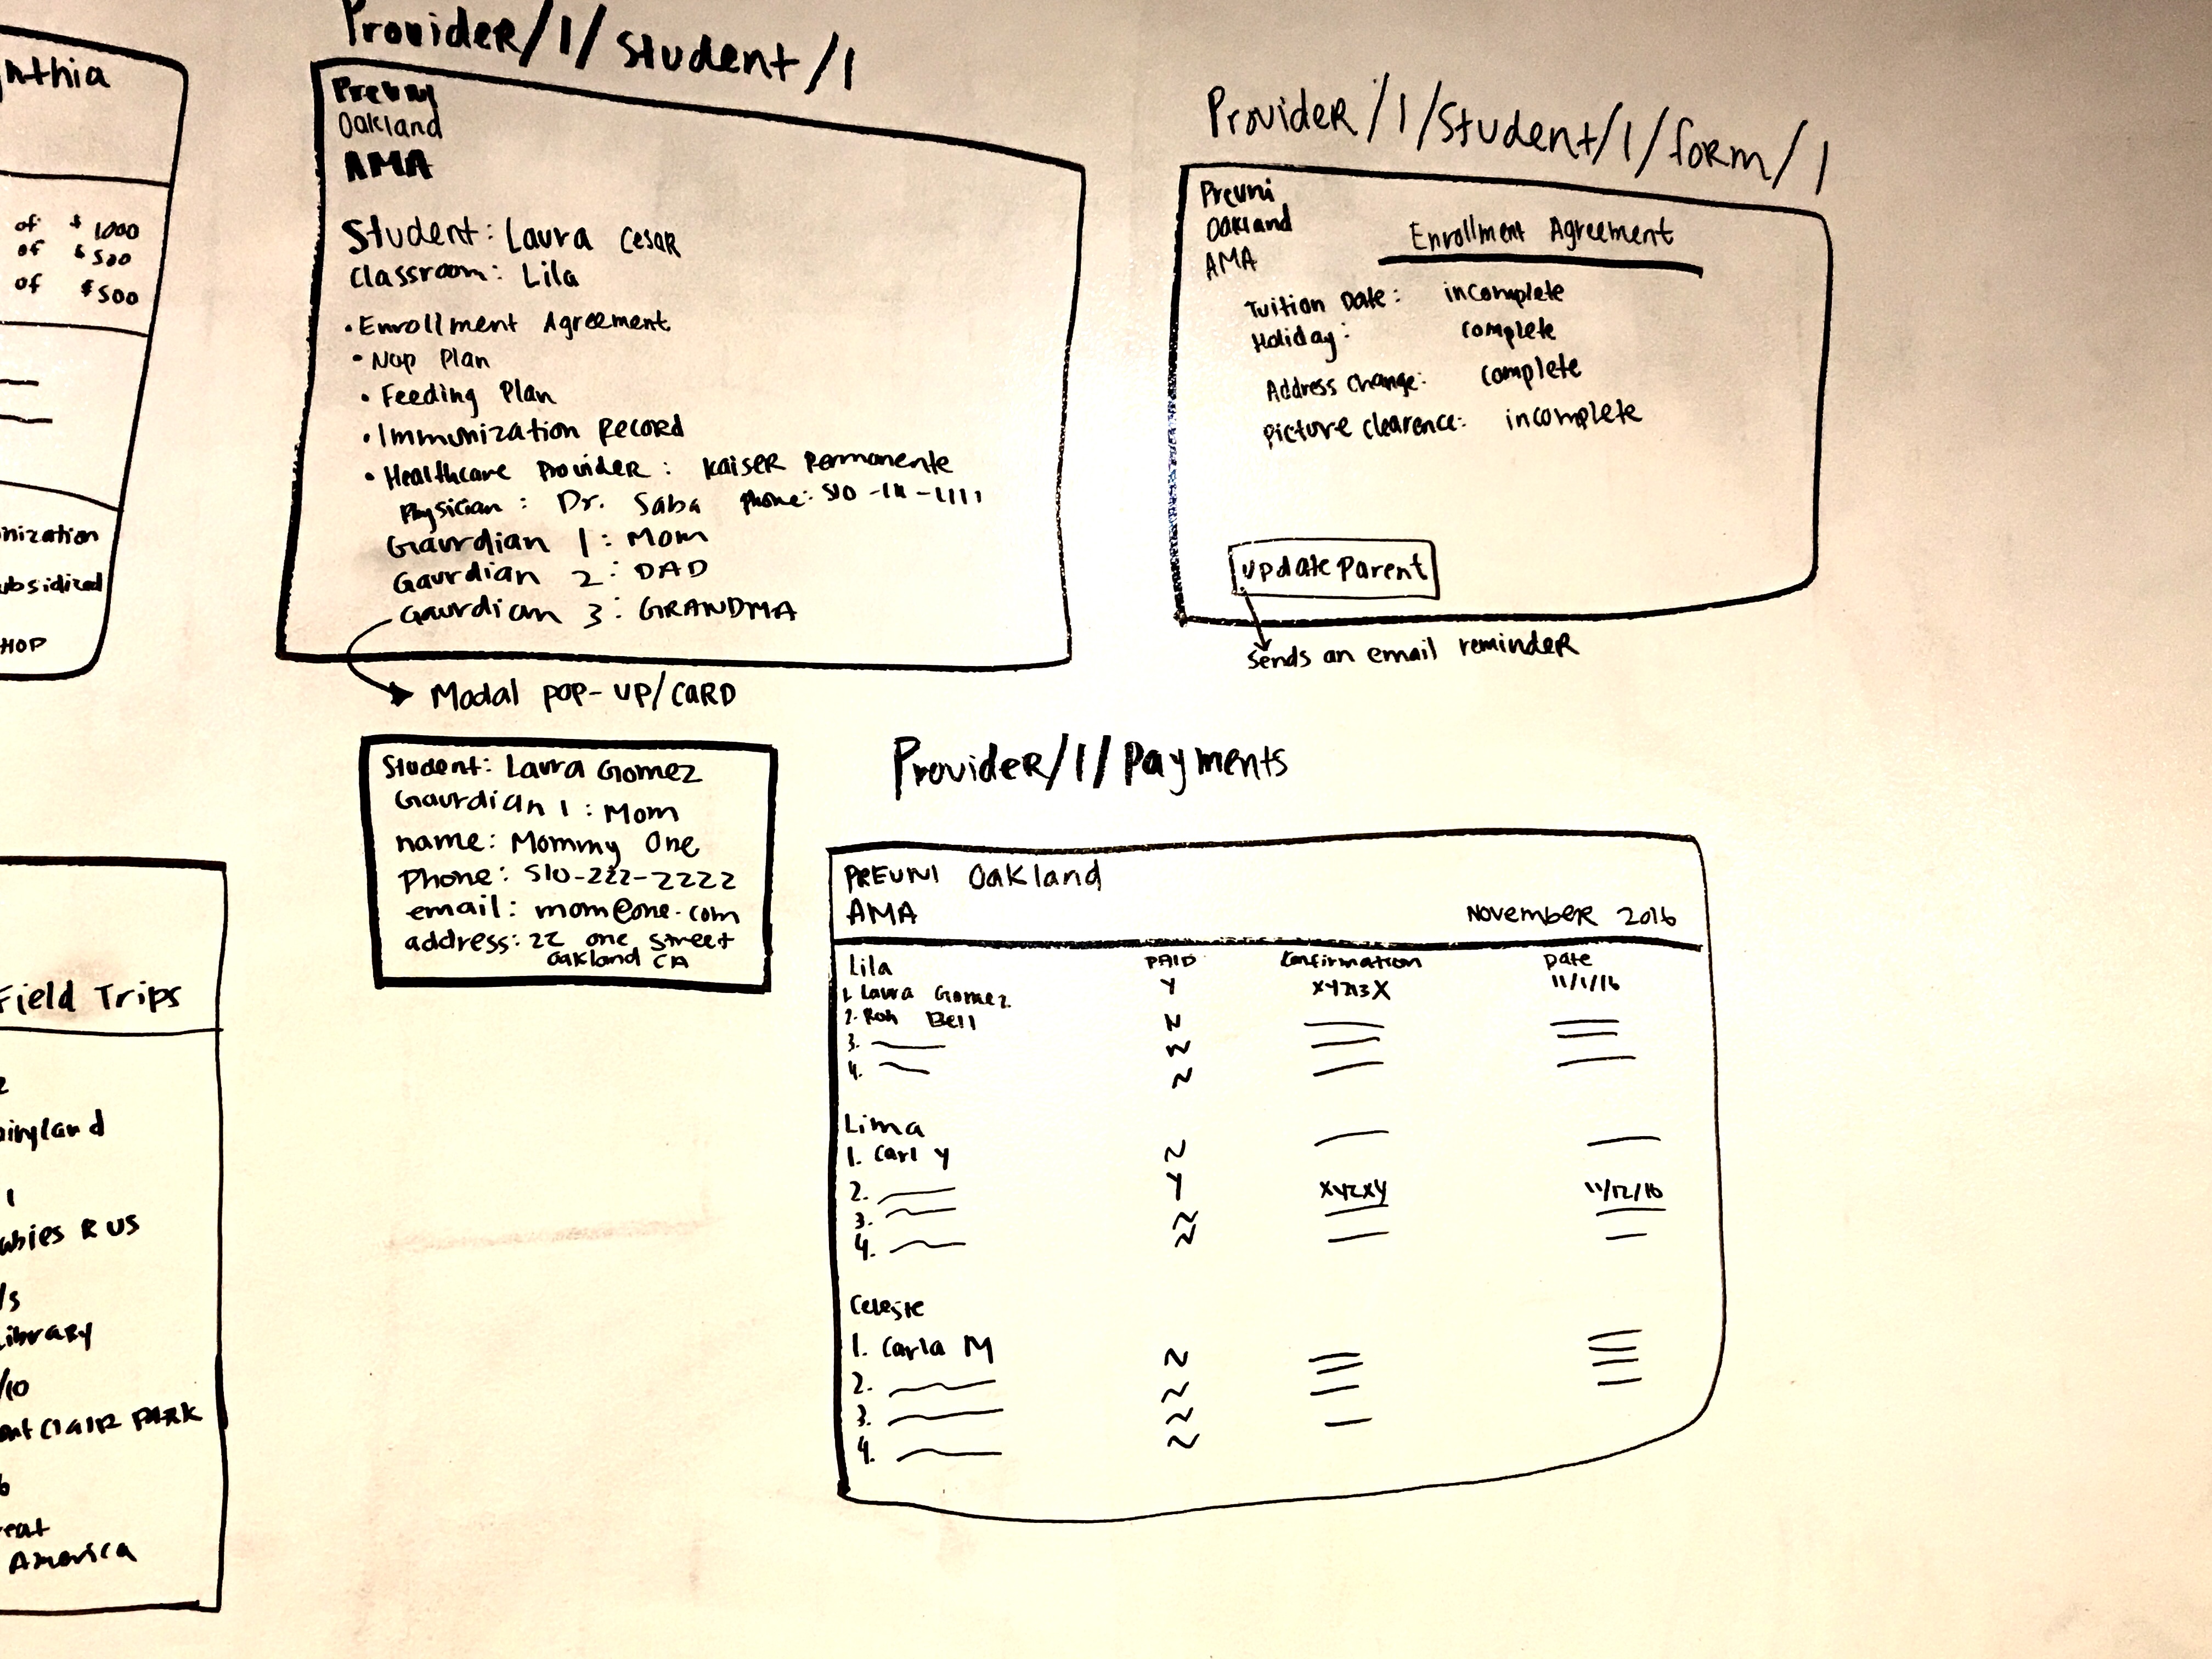 nthia
of $1000
of $500
of $500
nization
ubsidized
HOP
Field Trips
land
1
abies R US
/s
Library
/10
ont Clair PARK
reat
America
Provider/1/student/1
Preuni
Oakland
AMA
Student: Laura Cesar
Classroom: Lila
• Enrollment Agreement
• Nap Plan
• Feeding Plan
• Immunization Record
• Healthcare Provider: Kaiser Permanente
Physician: Dr. Saba Phone: 510-111-1111
Gaurdian 1: Mom
Gaurdian 2: DAD
Gaurdian 3: GRANDMA
Modal POP-UP/CARD
Student: Laura Gomez
Gaurdian 1: Mom
name: Mommy One
Phone: 510-222-2222
email: mom@one.com
address: 22 one street
Oakland CA
Provider/1/Student/1/form/1
Preuni
Oakland
AMA
Enrollment Agreement
Tuition Date: incomplete
Holiday: complete
Address Change: complete
picture clearence: incomplete
Update Parent
Sends an email reminder
Provider/1/Payments
PREUNI Oakland
AMA
November 2016
Lila PAID Confirmation Date
1. Laura Gomez Y 11/1/16
2. Ron Bell N
3. N
4. N
Lima
1. Carl Y N
2. Y XYZXY 11/12/16
3. N
4. N
Celeste
1. Carla M N
2. N
3. N
4. N